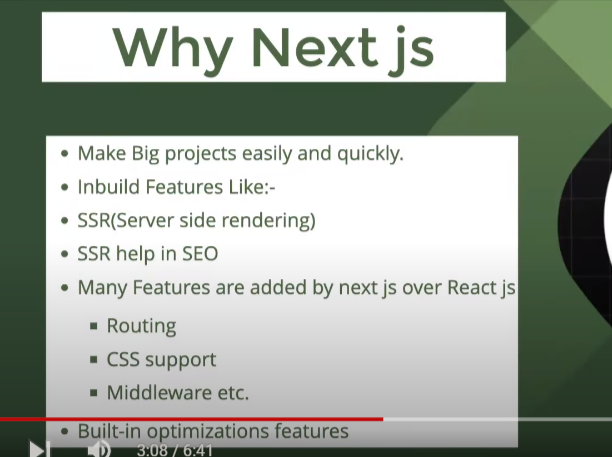 Why Next js
• Make Big projects easily and quickly.
• Inbuild Features Like:-
• SSR(Server side rendering)
• SSR help in SEO
• Many Features are added by next js over React js
▪ Routing
▪ CSS support
▪ Middleware etc.
• Built-in optimizations features
3:08 / 6:41